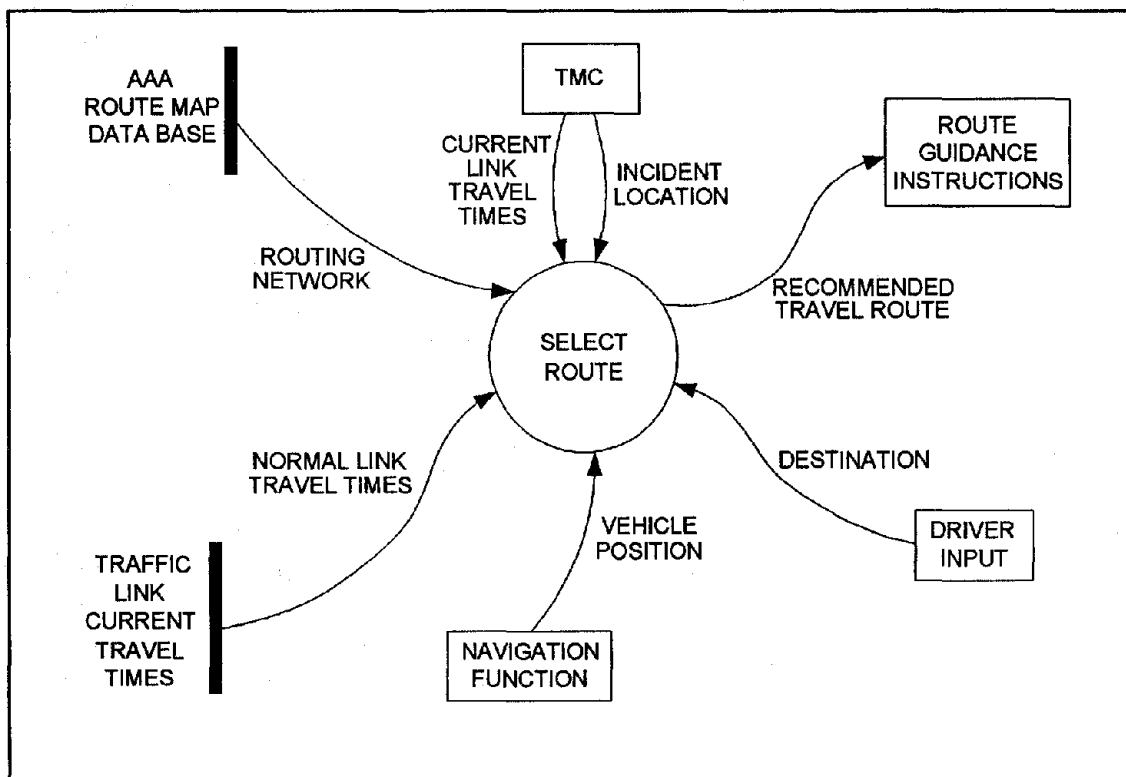 AAA
ROUTE MAP
DATA BASE
TMC
ROUTE
GUIDANCE
INSTRUCTIONS
CURRENT
LINK
TRAVEL
TIMES
INCIDENT
LOCATION
ROUTING
NETWORK
RECOMMENDED
TRAVEL ROUTE
SELECT
ROUTE
NORMAL LINK
TRAVEL TIMES
DESTINATION
VEHICLE
POSITION
DRIVER
INPUT
TRAFFIC
LINK
CURRENT
TRAVEL
TIMES
NAVIGATION
FUNCTION